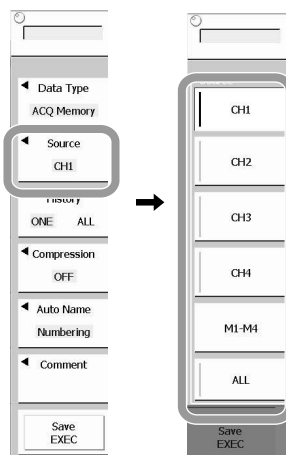 Data Type
ACQ Memory
Source
CH1
History
ONE ALL
Compression
OFF
Auto Name
Numbering
Comment
Save
EXEC
CH1
CH2
CH3
CH4
M1-M4
ALL
Save
EXEC